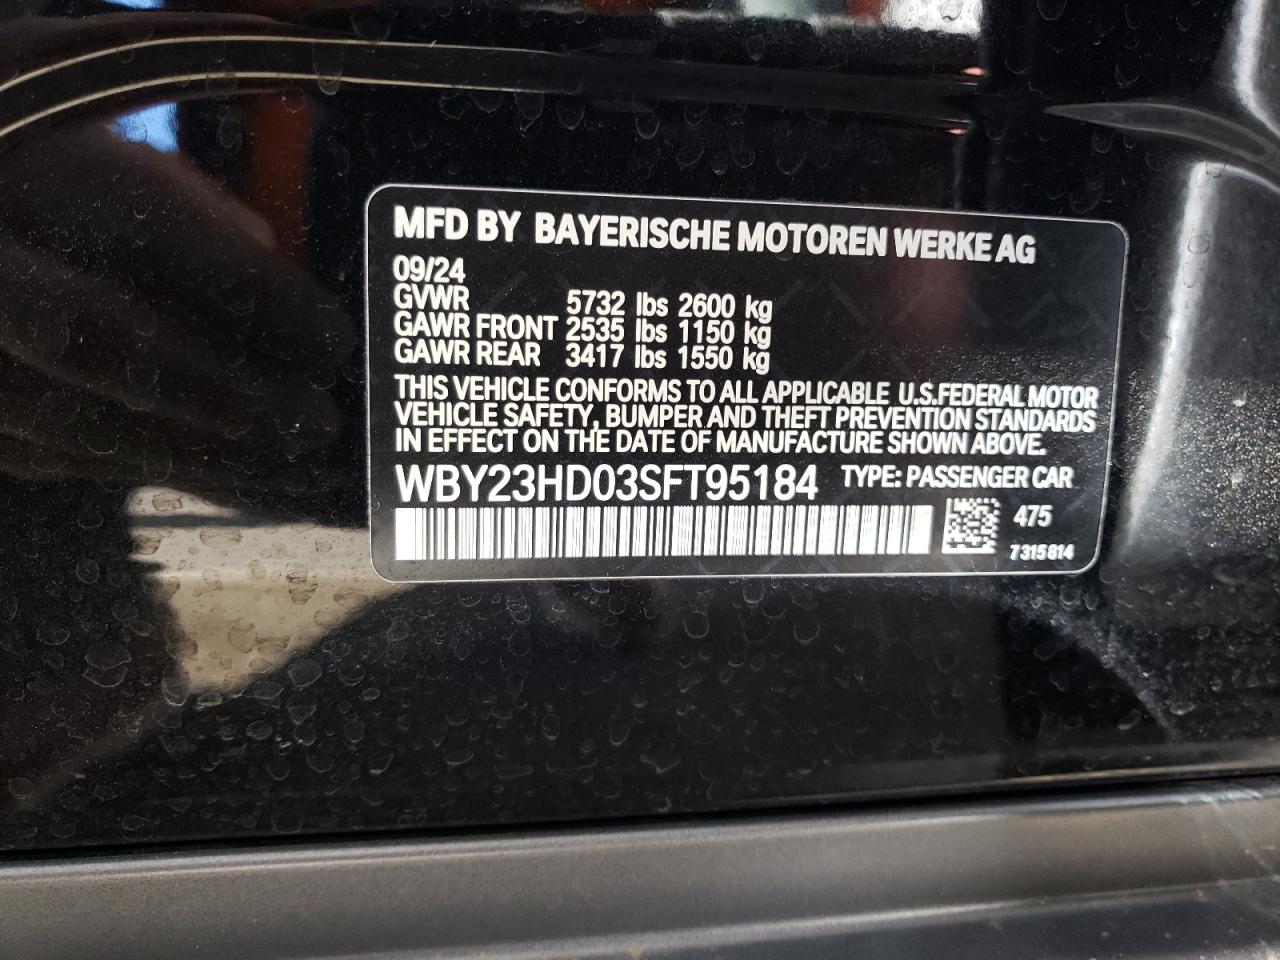 MFD BY BAYERISCHE MOTOREN WERKE AG
09/24
GVWR 5732 lbs 2600 kg
GAWR FRONT 2535 lbs 1150 kg
GAWR REAR 3417 lbs 1550 kg
THIS VEHICLE CONFORMS TO ALL APPLICABLE U.S.FEDERAL MOTOR
VEHICLE SAFETY, BUMPER AND THEFT PREVENTION STANDARDS
IN EFFECT ON THE DATE OF MANUFACTURE SHOWN ABOVE.
WBY23HD03SFT95184 TYPE: PASSENGER CAR
475
7315814